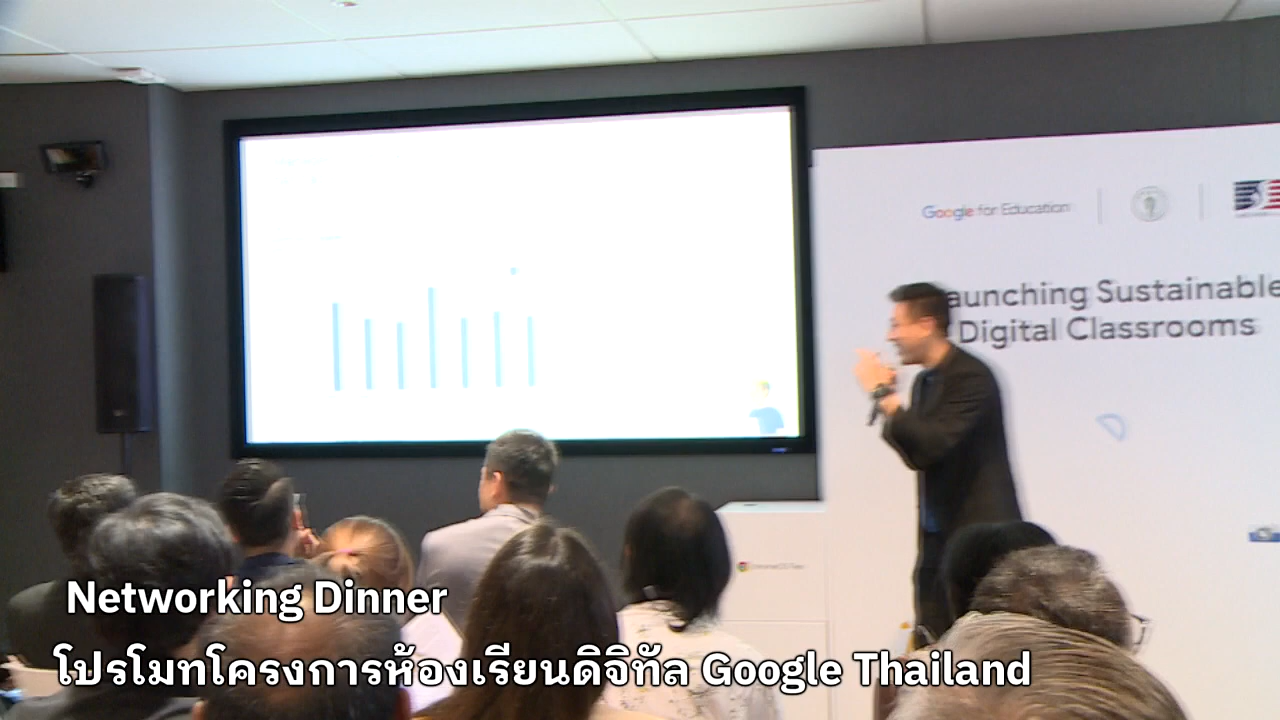 Google for Education
Launching Sustainable
Digital Classrooms
Networking Dinner
โปรโมทโครงการห้องเรียนดิจิทัล Google Thailand